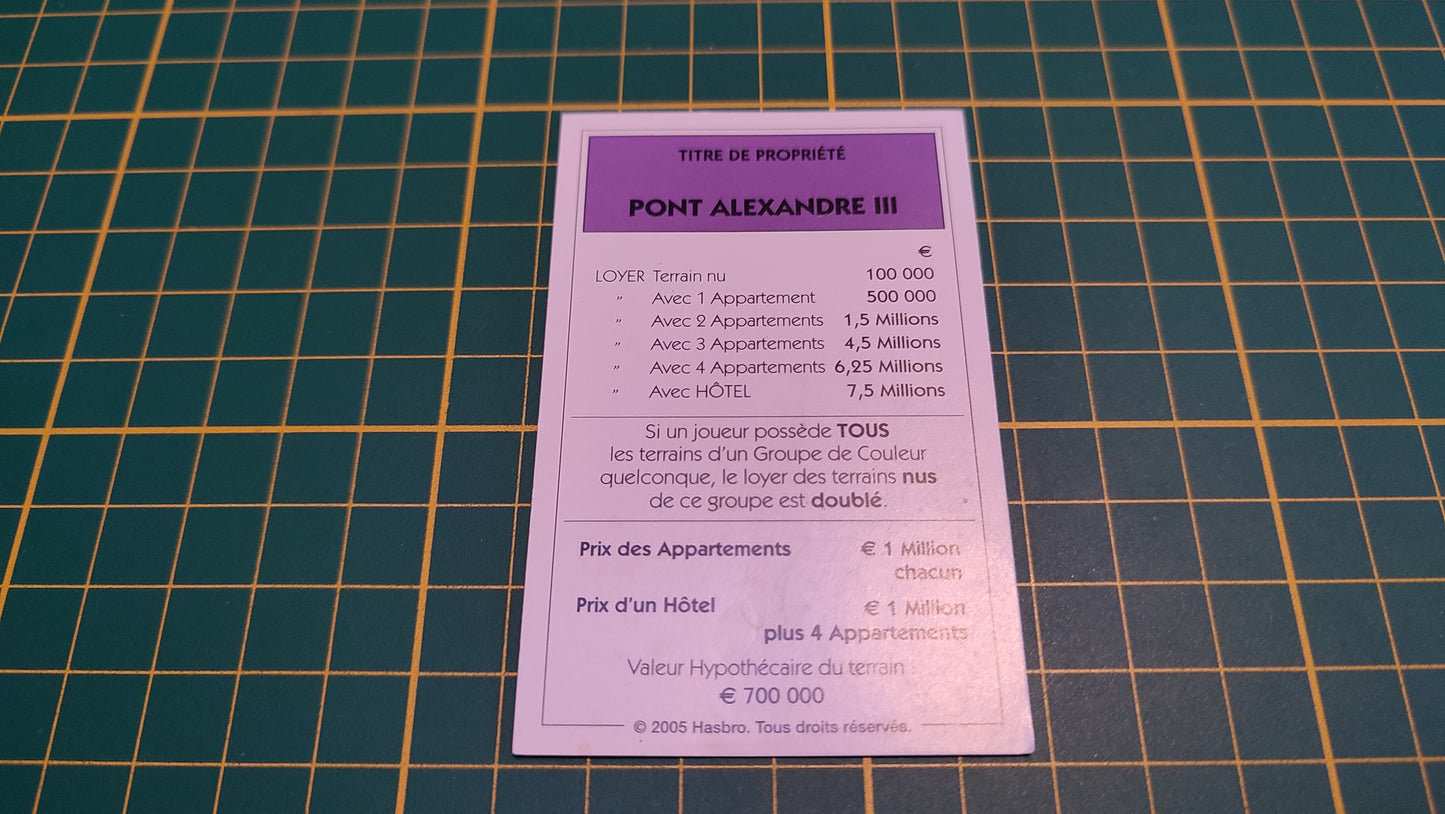 TITRE DE PROPRIÉTÉ
PONT ALEXANDRE III
€
LOYER Terrain nu 100 000
" Avec 1 Appartement 500 000
" Avec 2 Appartements 1,5 Millions
" Avec 3 Appartements 4,5 Millions
" Avec 4 Appartements 6,25 Millions
" Avec HÔTEL 7,5 Millions
Si un joueur possède TOUS
les terrains d'un Groupe de Couleur
quelconque, le loyer des terrains nus
de ce groupe est doublé.
Prix des Appartements € 1 Million
chacun
Prix d'un Hôtel € 1 Million
plus 4 Appartements
Valeur Hypothécaire du terrain :
€ 700 000
© 2005 Hasbro. Tous droits réservés.